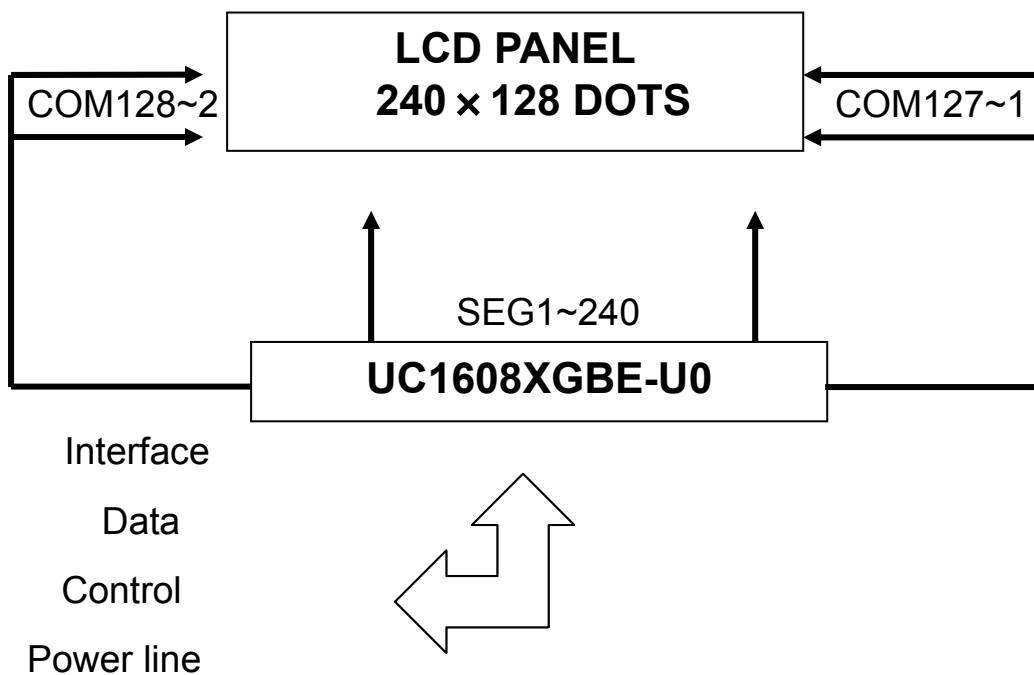 LCD PANEL
240 × 128 DOTS
COM128~2
COM127~1
SEG1~240
UC1608XGBE-U0
Interface
Data
Control
Power line